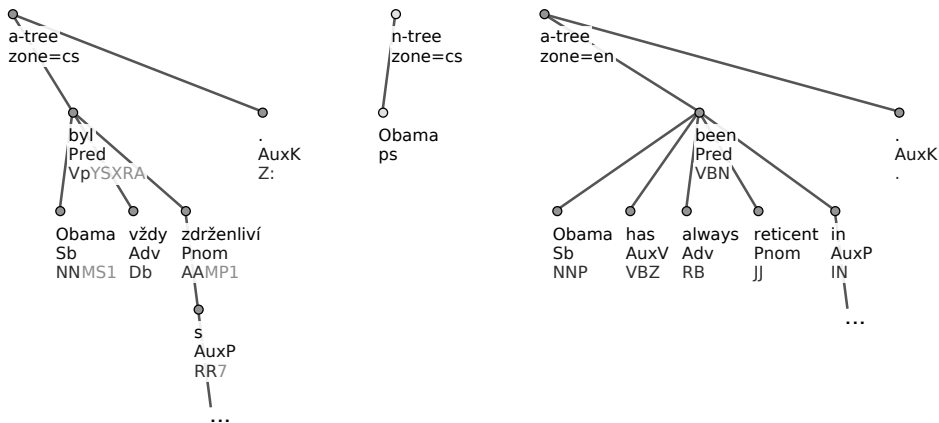 a-tree
zone=cs
n-tree
zone=cs
a-tree
zone=en
byl
Pred
VpYSXRA
.
AuxK
Z:
Obama
ps
been
Pred
VBN
.
AuxK
.
Obama
Sb
NNMS1
vždy
Adv
Db
zdrženliví
Pnom
AAMP1
Obama
Sb
NNP
has
AuxV
VBZ
always
Adv
RB
reticent
Pnom
JJ
in
AuxP
IN
...
s
AuxP
RR7
...